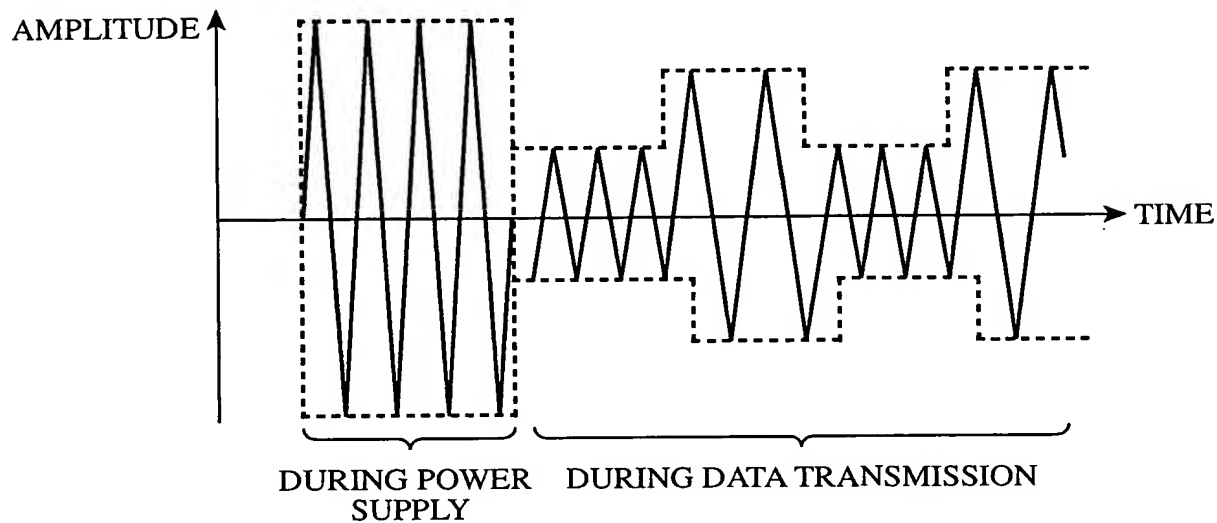 AMPLITUDE
TIME
DURING POWER
SUPPLY
DURING DATA TRANSMISSION